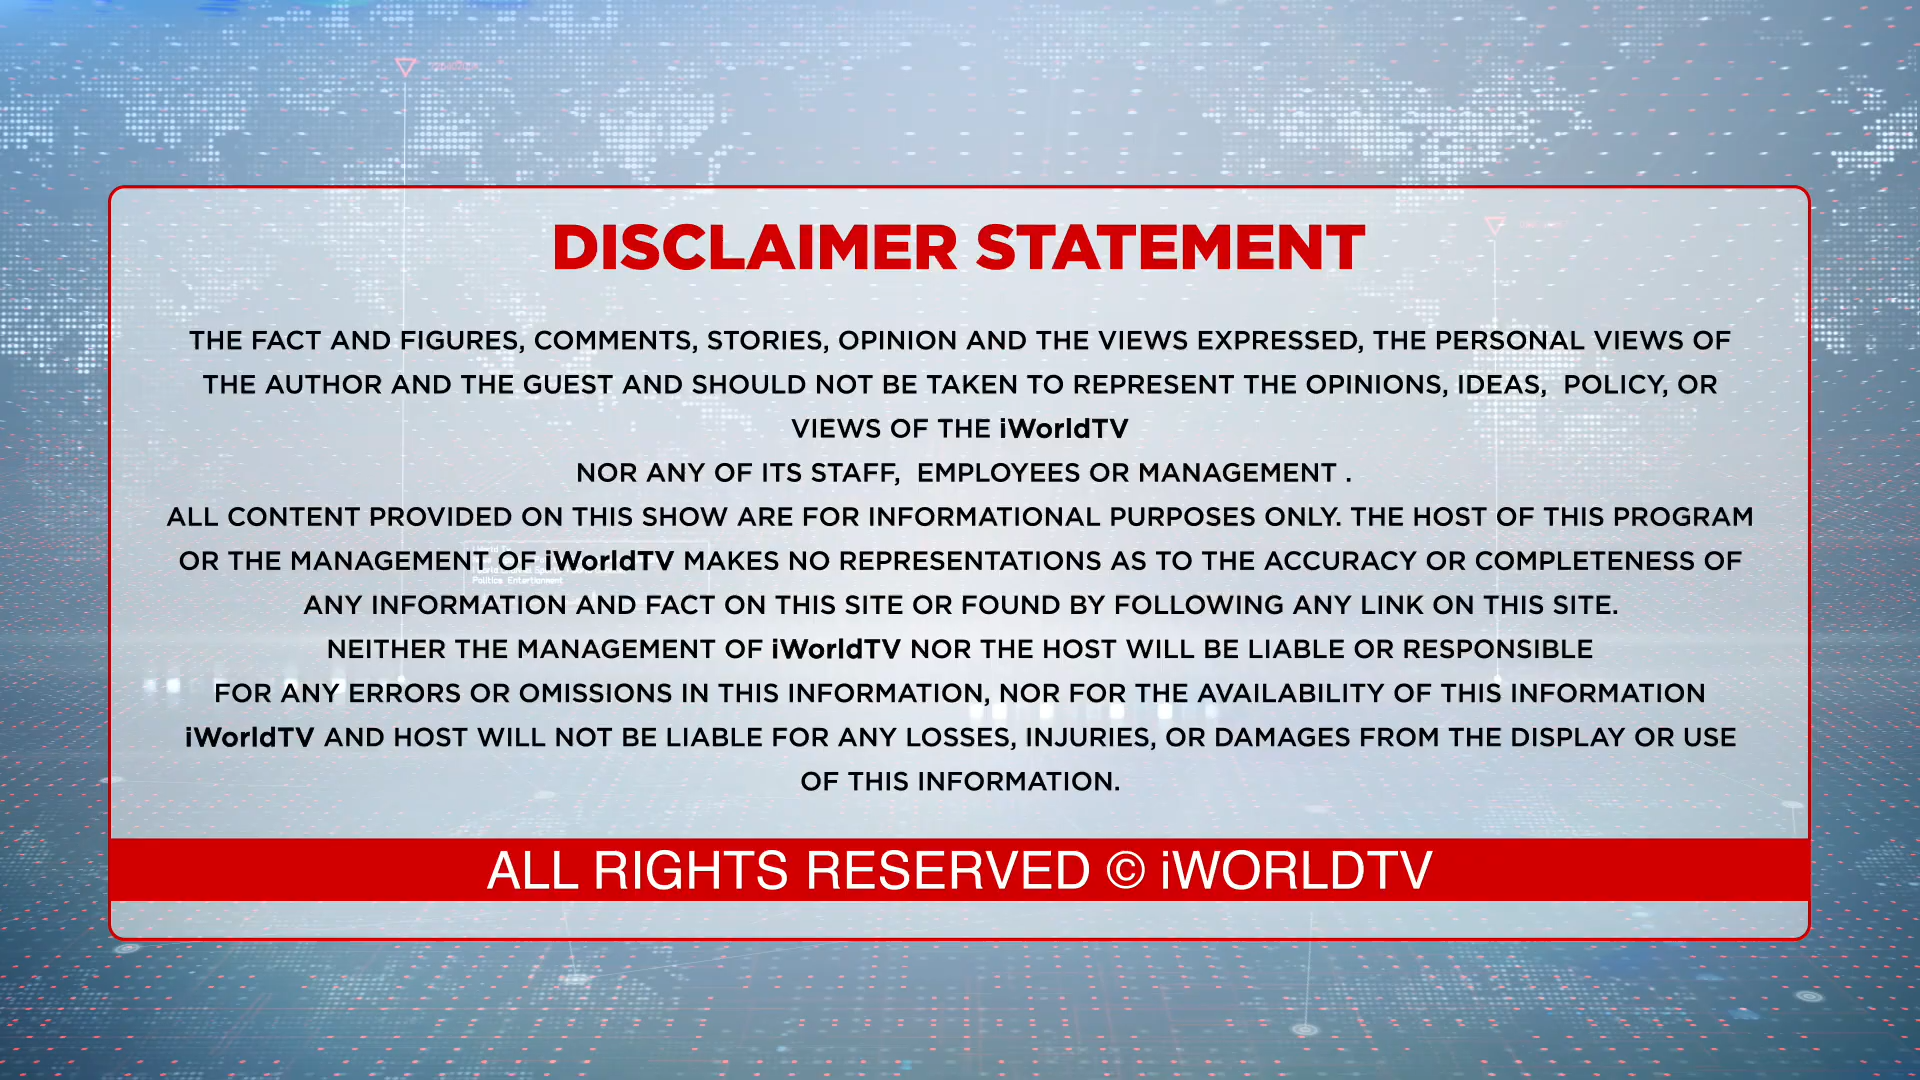 DISCLAIMER STATEMENT
THE FACT AND FIGURES, COMMENTS, STORIES, OPINION AND THE VIEWS EXPRESSED, THE PERSONAL VIEWS OF
THE AUTHOR AND THE GUEST AND SHOULD NOT BE TAKEN TO REPRESENT THE OPINIONS, IDEAS, POLICY, OR
VIEWS OF THE iWorldTV
NOR ANY OF ITS STAFF, EMPLOYEES OR MANAGEMENT .
ALL CONTENT PROVIDED ON THIS SHOW ARE FOR INFORMATIONAL PURPOSES ONLY. THE HOST OF THIS PROGRAM
OR THE MANAGEMENT OF iWorldTV MAKES NO REPRESENTATIONS AS TO THE ACCURACY OR COMPLETENESS OF
Politica Entertionment
ANY INFORMATION AND FACT ON THIS SITE OR FOUND BY FOLLOWING ANY LINK ON THIS SITE.
NEITHER THE MANAGEMENT OF iWorldTV NOR THE HOST WILL BE LIABLE OR RESPONSIBLE
FOR ANY ERRORS OR OMISSIONS IN THIS INFORMATION, NOR FOR THE AVAILABILITY OF THIS INFORMATION
iWorldTV AND HOST WILL NOT BE LIABLE FOR ANY LOSSES, INJURIES, OR DAMAGES FROM THE DISPLAY OR USE
OF THIS INFORMATION.
ALL RIGHTS RESERVED © iWORLDTV